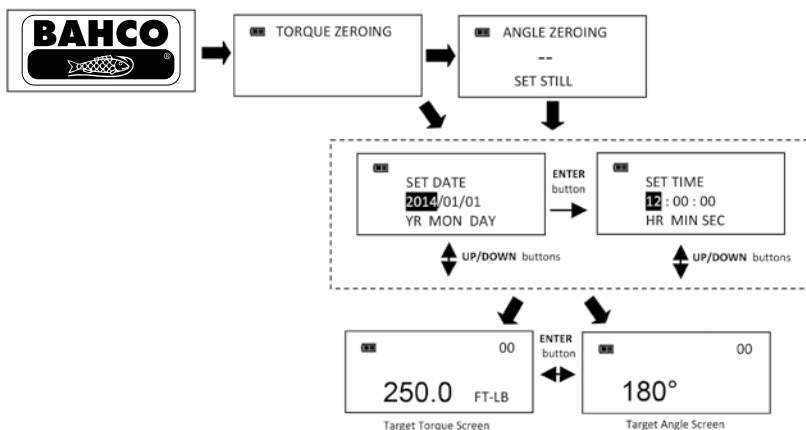 BAHCO
®
TORQUE ZEROING
ANGLE ZEROING
--
SET STILL
SET DATE
2014/01/01
YR MON DAY
ENTER
button
SET TIME
12 : 00 : 00
HR MIN SEC
UP/DOWN buttons
UP/DOWN buttons
00
250.0 FT-LB
Target Torque Screen
ENTER
button
00
180°
Target Angle Screen